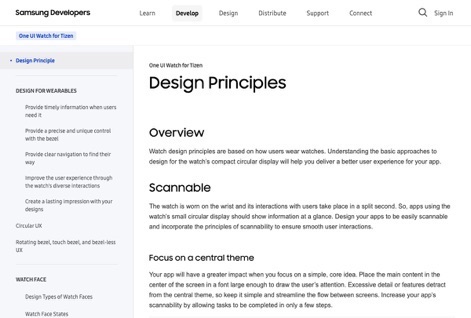 Samsung Developers
Learn
Develop
Design
Distribute
Support
Connect
Sign In
One UI Watch for Tizen
Design Principle
DESIGN FOR WEARABLES
Provide timely information when users
need it
Provide a precise and unique control
with the bezel
Provide clear navigation to find their
way
Improve the user experience through
the watch's diverse interactions
Create a lasting impression with your
designs
Circular UX
Rotating bezel, touch bezel, and bezel-less
UX
WATCH FACE
Design Types of Watch Faces
Watch Face States
One UI Watch for Tizen
Design Principles
Overview
Watch design principles are based on how users wear watches. Understanding the basic approaches to
design for the watch's compact circular display will help you deliver a better user experience for your app.
Scannable
The watch is worn on the wrist and its interactions with users take place in a split second. So, apps using the
watch's small circular display should show information at a glance. Design your apps to be easily scannable
and incorporate the principles of scannability to ensure smooth user interactions.
Focus on a central theme
Your app will have a greater impact when you focus on a simple, core idea. Place the main content in the
center of the screen in a font large enough to draw the user's attention. Excessive detail or features detract
from the central theme, so keep it simple and streamline the flow between screens. Increase your app's
scannability by allowing tasks to be completed in only a few steps.